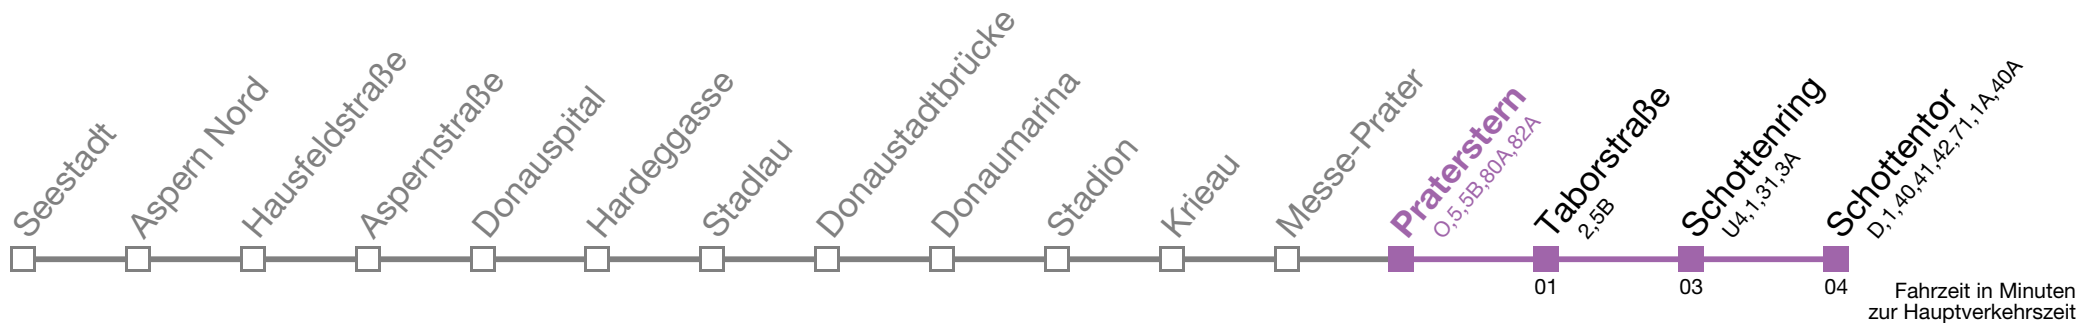 Seestadt
Aspern Nord
Hausfeldstraße
Aspernstraße
Donauspital
Hardeggasse
Stadlau
Donaustadtbrücke
Donaumarina
Stadion
Krieau
Messe-Prater
Praterstern
O,5,5B,80A,82A
Taborstraße
2,5B
Schottenring
U4,1,31,3A
Schottentor
D,1,40,41,42,71,1A,40A
01
03
04
Fahrzeit in Minuten
zur Hauptverkehrszeit